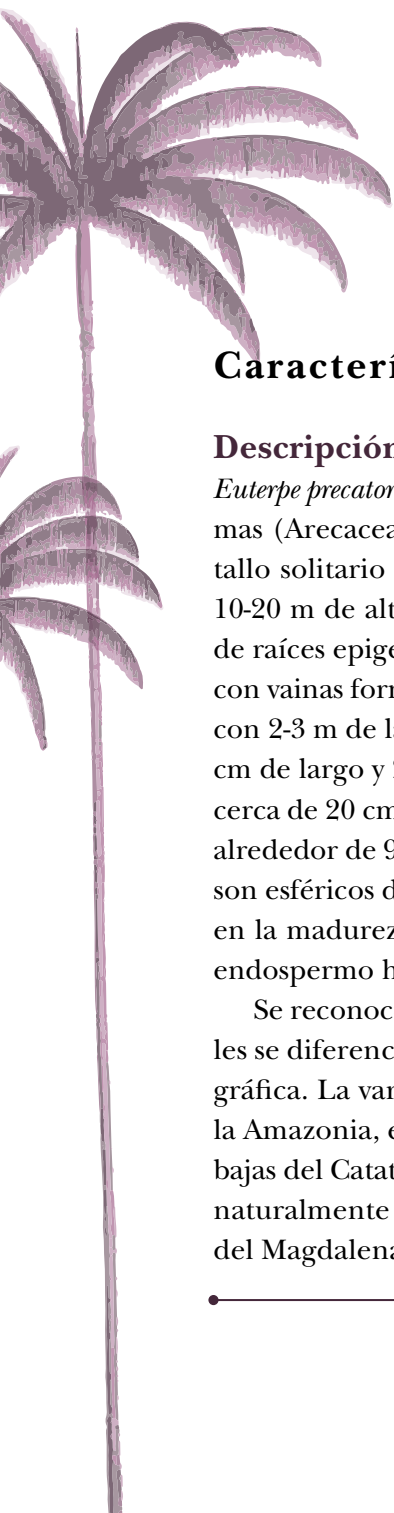 Caracterí
Descripción
Euterpe precator
mas (Arecacea
tallo solitario
10-20 m de alt
de raíces epige
con vainas for
con 2-3 m de l
cm de largo y
cerca de 20 cm
alrededor de 9
son esféricos d
en la madurez
endospermo h
Se reconoc
les se diferenc
gráfica. La var
la Amazonia, e
bajas del Catat
naturalmente
del Magdalena